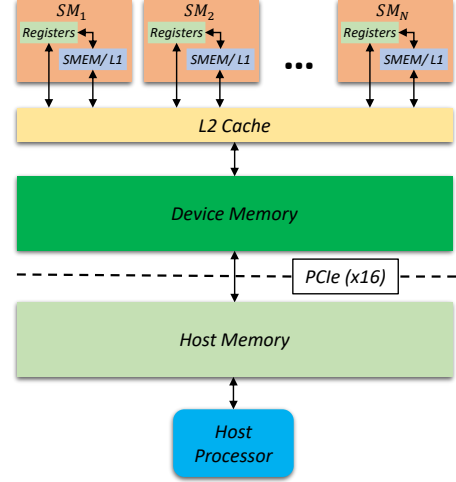 SM₁ SM₂ SM_N
Registers Registers Registers
SMEM/ L1 SMEM/ L1 ... SMEM/ L1
L2 Cache
Device Memory
PCIe (x16)
Host Memory
Host
Processor